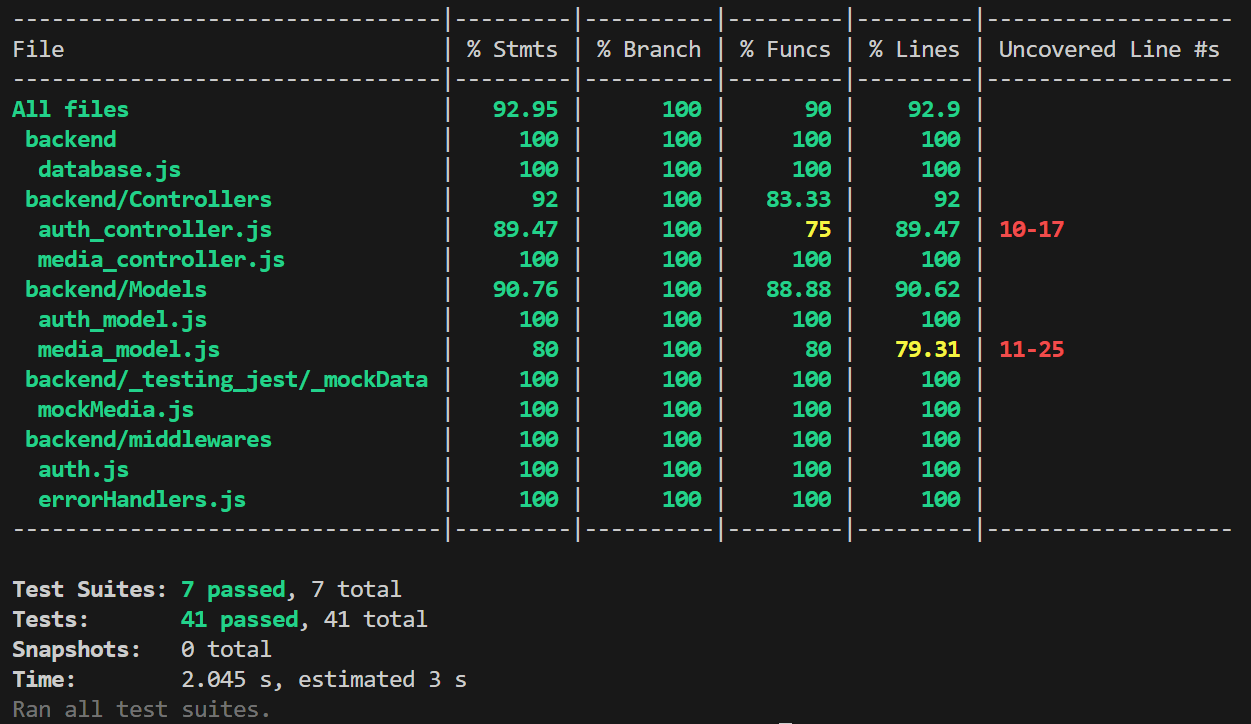 ---------------------------------|---------|----------|---------|---------|-------------------
File                             | % Stmts | % Branch | % Funcs | % Lines | Uncovered Line #s
---------------------------------|---------|----------|---------|---------|-------------------
All files                        |   92.95 |      100 |      90 |    92.9 |
 backend                         |     100 |      100 |     100 |     100 |
  database.js                    |     100 |      100 |     100 |     100 |
 backend/Controllers             |      92 |      100 |   83.33 |      92 |
  auth_controller.js             |   89.47 |      100 |      75 |   89.47 | 10-17
  media_controller.js            |     100 |      100 |     100 |     100 |
 backend/Models                  |   90.76 |      100 |   88.88 |   90.62 |
  auth_model.js                  |     100 |      100 |     100 |     100 |
  media_model.js                 |      80 |      100 |      80 |   79.31 | 11-25
 backend/_testing_jest/_mockData |     100 |      100 |     100 |     100 |
  mockMedia.js                   |     100 |      100 |     100 |     100 |
 backend/middlewares             |     100 |      100 |     100 |     100 |
  auth.js                        |     100 |      100 |     100 |     100 |
  errorHandlers.js               |     100 |      100 |     100 |     100 |
---------------------------------|---------|----------|---------|---------|-------------------
Test Suites: 7 passed, 7 total
Tests:       41 passed, 41 total
Snapshots:   0 total
Time:        2.045 s, estimated 3 s
Ran all test suites.